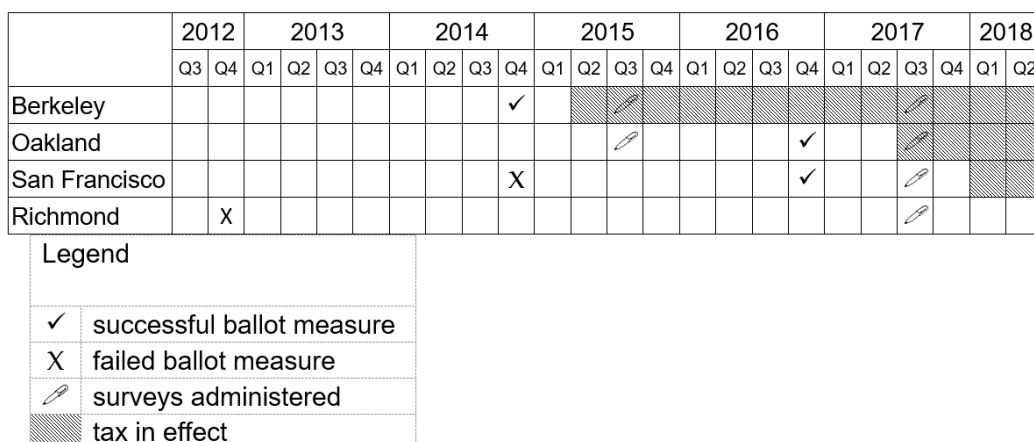 2012 2013 2014 2015 2016 2017 2018
Q3 Q4 Q1 Q2 Q3 Q4 Q1 Q2 Q3 Q4 Q1 Q2 Q3 Q4 Q1 Q2 Q3 Q4 Q1 Q2 Q3 Q4 Q1 Q2
Berkeley ✓
Oakland ✓
San Francisco X ✓
Richmond X
Legend
✓ successful ballot measure
X failed ballot measure
surveys administered
tax in effect